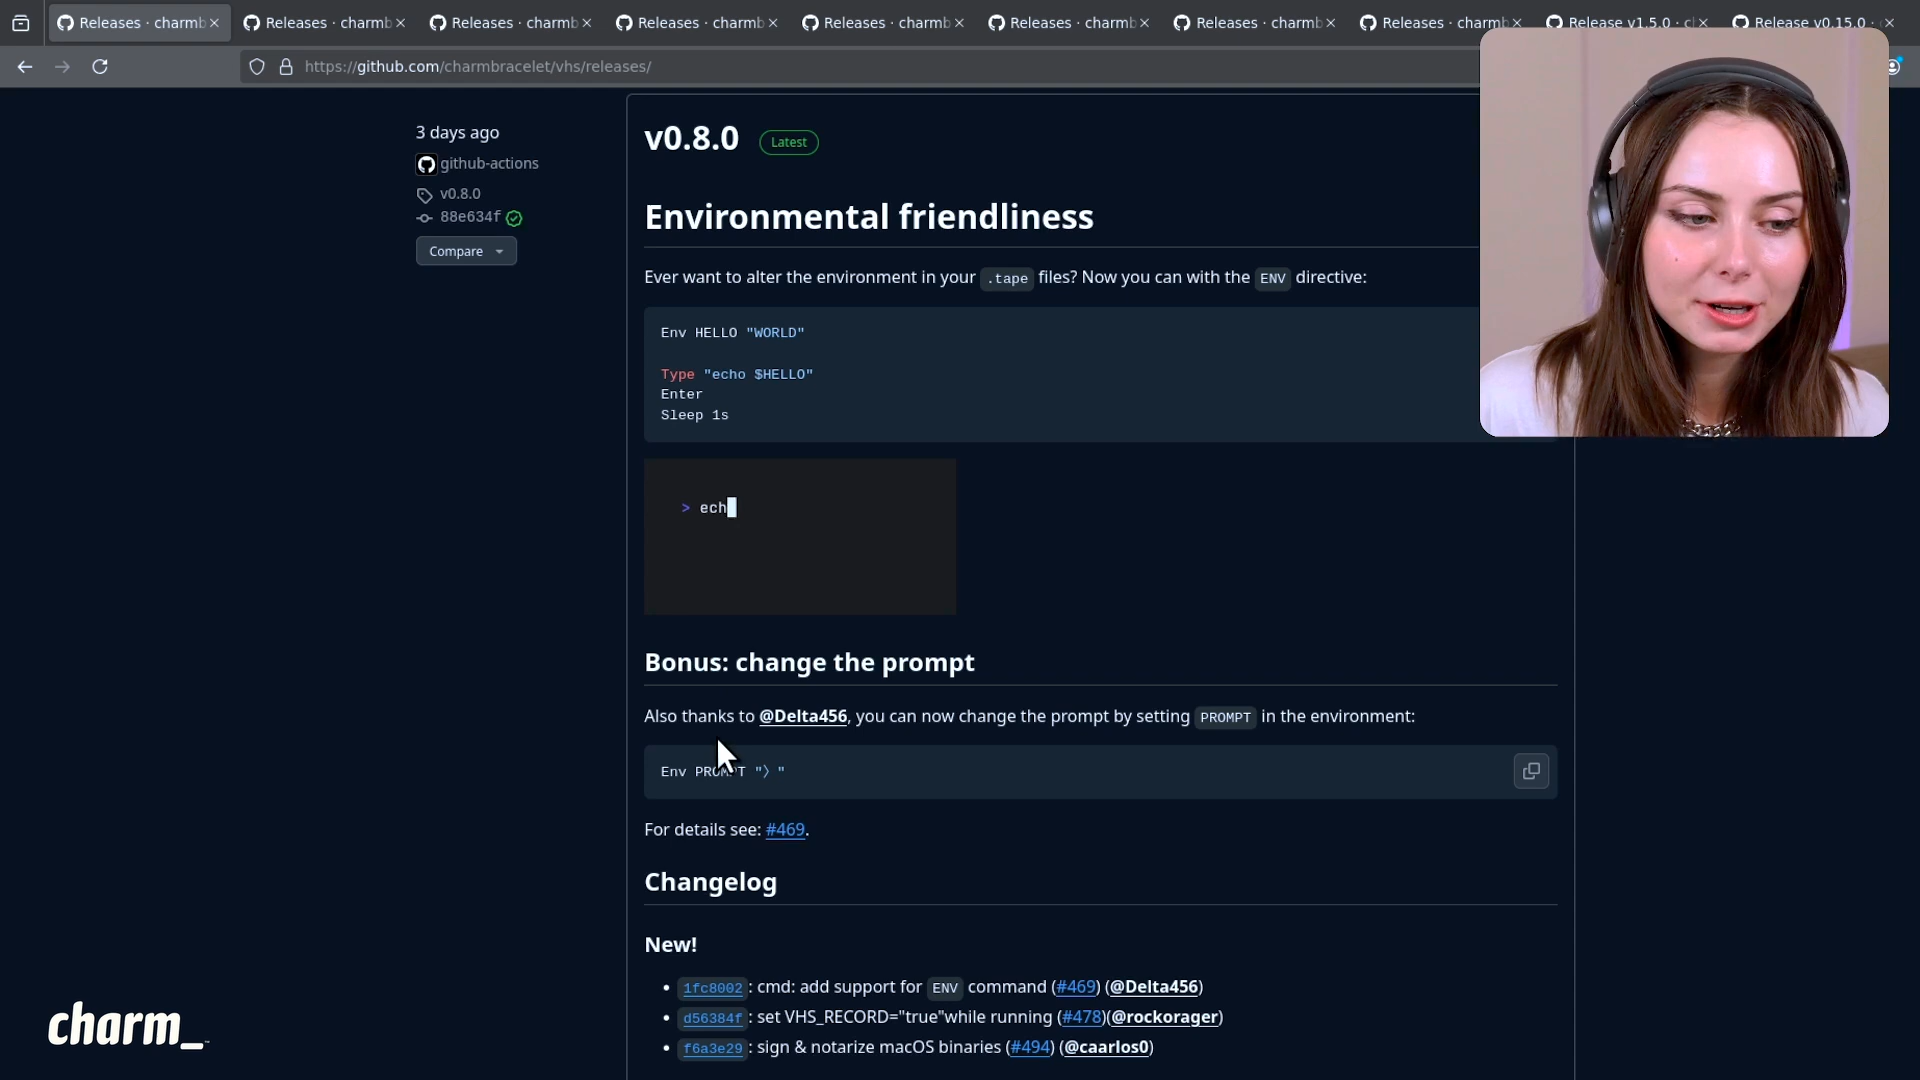 Releases · charmb
Releases · charmb
Releases · charmb
Releases · charmb
Releases · charmb
Releases · charmb
Releases · charmb
Releases · charmb
Release v1.5.0 · c
Release v0.15.0 ·
https://github.com/charmbracelet/vhs/releases/
3 days ago
github-actions
v0.8.0
88e634f
Compare
v0.8.0 Latest
Environmental friendliness
Ever want to alter the environment in your .tape files? Now you can with the ENV directive:
Env HELLO "WORLD"
Type "echo $HELLO"
Enter
Sleep 1s
> ech
Bonus: change the prompt
Also thanks to @Delta456, you can now change the prompt by setting PROMPT in the environment:
Env PROMPT "〉"
For details see: #469.
Changelog
New!
• 1fc8002: cmd: add support for ENV command (#469) (@Delta456)
• d56384f: set VHS_RECORD="true"while running (#478)(@rockorager)
• f6a3e29: sign & notarize macOS binaries (#494) (@caarlos0)
charm_